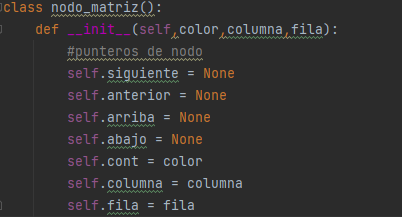 class nodo_matriz():
def __init__(self,color,columna,fila):
#punteros de nodo
self.siguiente = None
self.anterior = None
self.arriba = None
self.abajo = None
self.cont = color
self.columna = columna
self.fila = fila